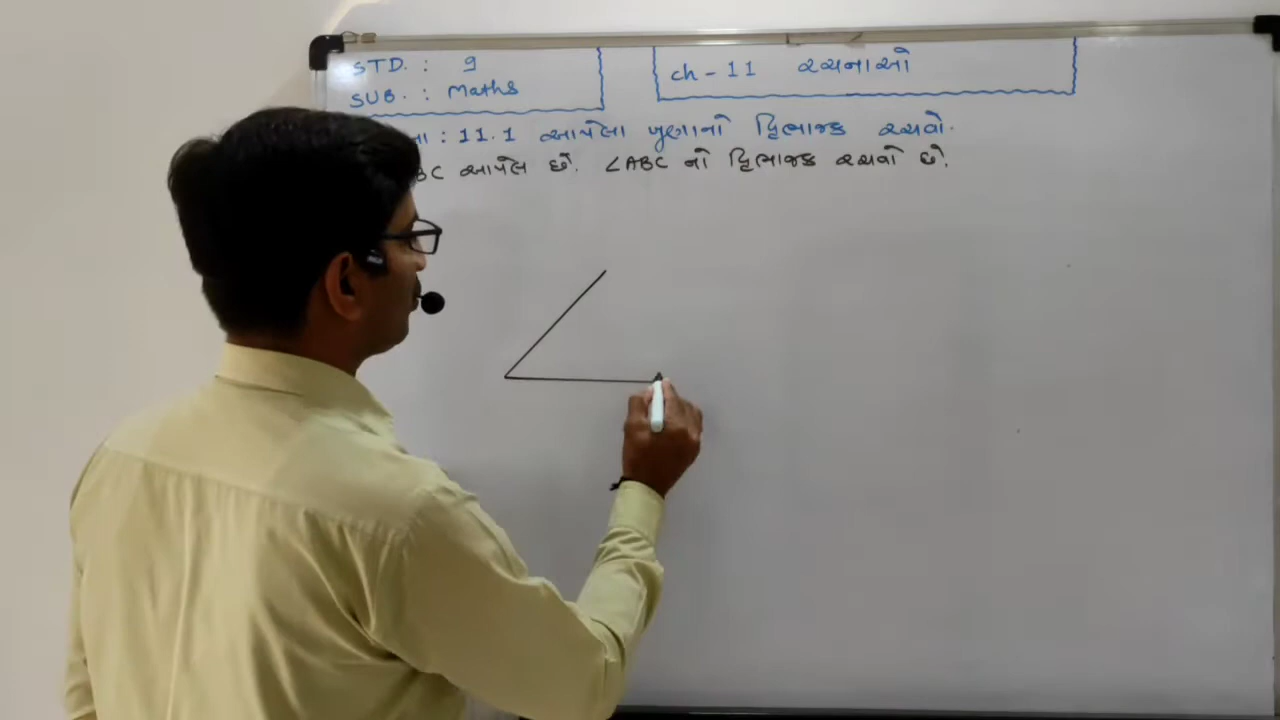 STD. : 9
SUB. : Maths
ch - 11 રચનાઓ
: 11.1 આપેલા ખૂણાનો દ્વિભાજક રચવો.
આપેલ છે. ∠ABC નો દ્વિભાજક રચવો છે.